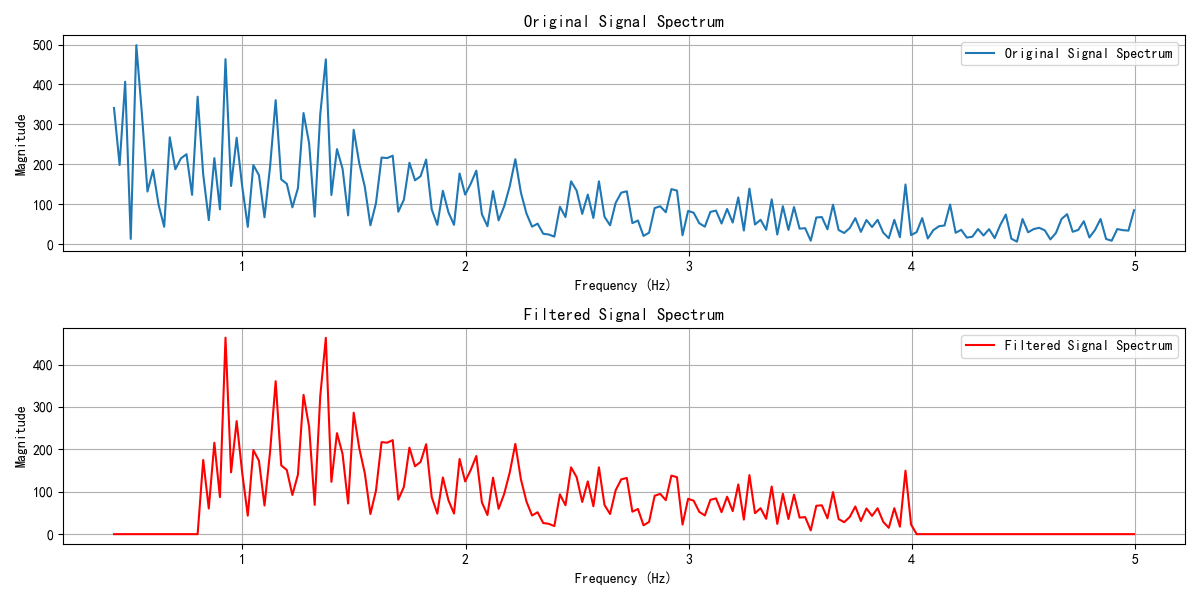 Original Signal Spectrum
Original Signal Spectrum
Magnitude
500
400
300
200
100
0
1
2
3
4
5
Frequency (Hz)
Filtered Signal Spectrum
Filtered Signal Spectrum
Magnitude
400
300
200
100
0
1
2
3
4
5
Frequency (Hz)